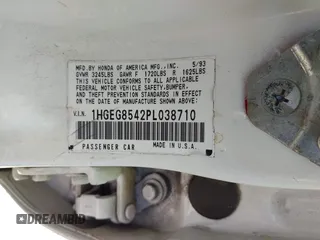 MFD. BY HONDA OF AMERICA MFG.,INC. 5/93
GVWR 3245LBS GAWR F 1720LBS R 1625LBS
THIS VEHICLE CONFORMS TO ALL APPLICABLE
FEDERAL MOTOR VEHICLE SAFETY,BUMPER,
AND THEFT PREVENTION STANDARDS IN
EFFECT ON THE DATE OF MANUFACTURE
SHOWN ABOVE.
V.I.N. 1HGEG8542PL038710
PASSENGER CAR MADE IN U.S.A.
DREAMBID